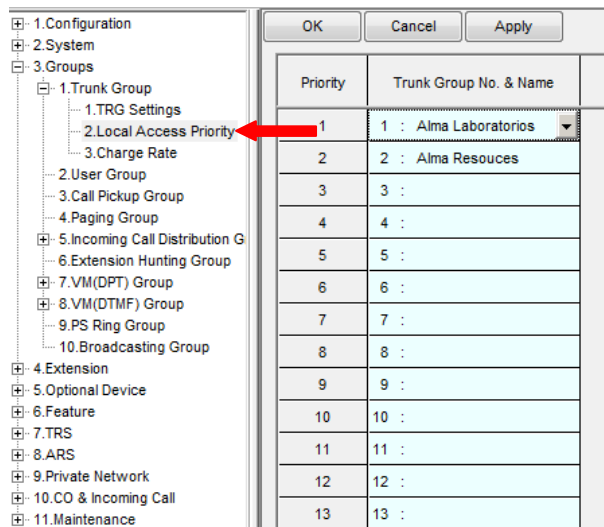 1.Configuration
2.System
3.Groups
1.Trunk Group
1.TRG Settings
2.Local Access Priority
3.Charge Rate
2.User Group
3.Call Pickup Group
4.Paging Group
5.Incoming Call Distribution G
6.Extension Hunting Group
7.VM(DPT) Group
8.VM(DTMF) Group
9.PS Ring Group
10.Broadcasting Group
4.Extension
5.Optional Device
6.Feature
7.TRS
8.ARS
9.Private Network
10.CO & Incoming Call
11.Maintenance
OK Cancel Apply
Priority Trunk Group No. & Name
1 1 : Alma Laboratorios
2 2 : Alma Resouces
3 3 :
4 4 :
5 5 :
6 6 :
7 7 :
8 8 :
9 9 :
10 10 :
11 11 :
12 12 :
13 13 :